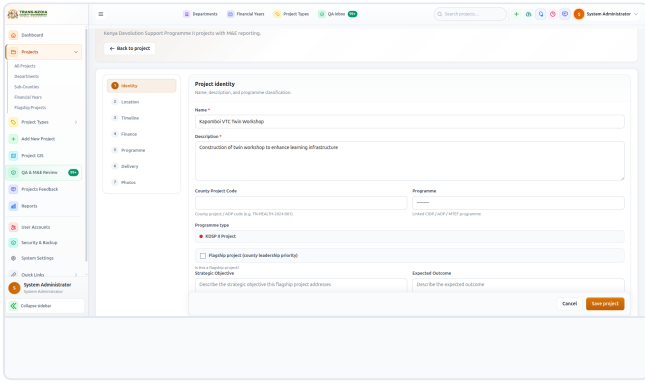 TRANS-NZOIA
Departments
Financial Years
Project Types
QA Inbox 99+
Search projects...
System Administrator
Dashboard
Projects
All Projects
Departments
Sub-Counties
Financial Years
Flagship Projects
Project Types
Add New Project
Project GIS
QA & M&E Review 99+
Projects Feedback
Reports
User Accounts
Security & Backup
System Settings
Quick Links
System Administrator
System Administrator
Collapse sidebar
Kenya Devolution Support Programme II projects with M&E reporting.
← Back to project
1 Identity
2 Location
3 Timeline
4 Finance
5 Programme
6 Delivery
7 Photos
Project identity
Name, description, and programme classification.
Name *
Kapomboi VTC Twin Workshop
Description *
Construction of twin workshop to enhance learning infrastructure
County Project Code
Programme
---------
County project / ADP code (e.g. TN-HEALTH-2024-001)
Linked CIDP / ADP / MTEF programme
Programme type
KDSP II Project
Flagship project (county leadership priority)
Is this a flagship project?
Strategic Objective
Expected Outcome
Describe the strategic objective this flagship project addresses
Describe the expected outcome
Cancel
Save project